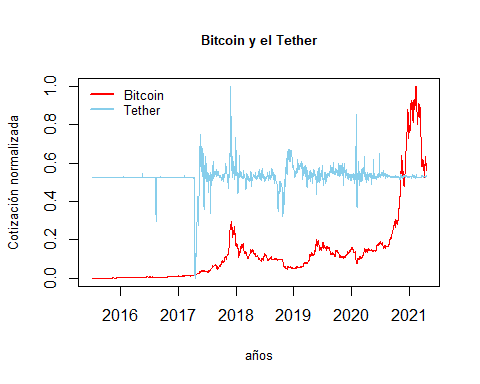 Bitcoin y el Tether
Bitcoin
Tether
Cotización normalizada
1.0
0.8
0.6
0.4
0.2
0.0
2016 2017 2018 2019 2020 2021
años